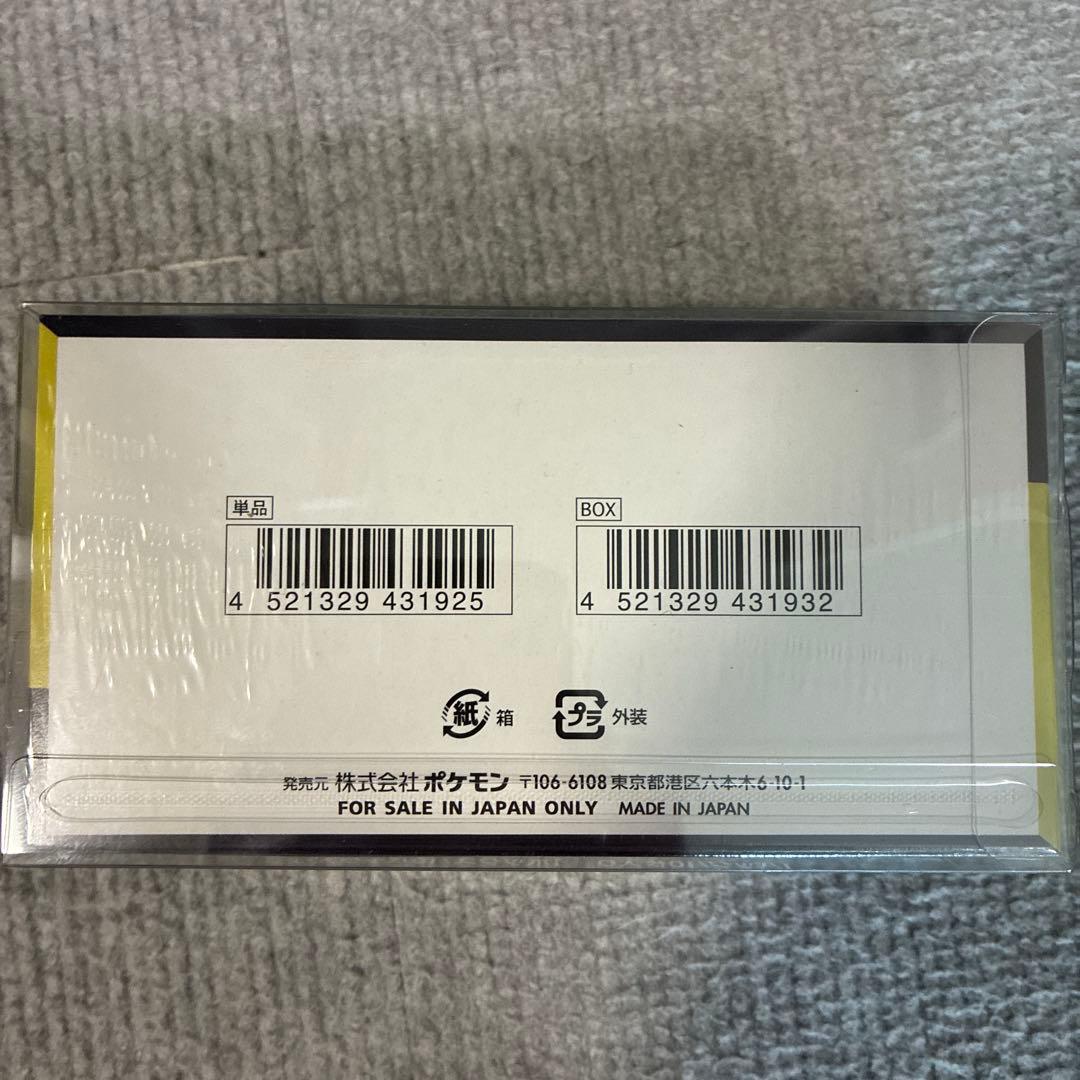 単品
BOX
4 521329 431925
4 521329 431932
紙 箱
プラ 外装
発売元 株式会社ポケモン 〒106-6108 東京都港区六本木6-10-1
FOR SALE IN JAPAN ONLY MADE IN JAPAN